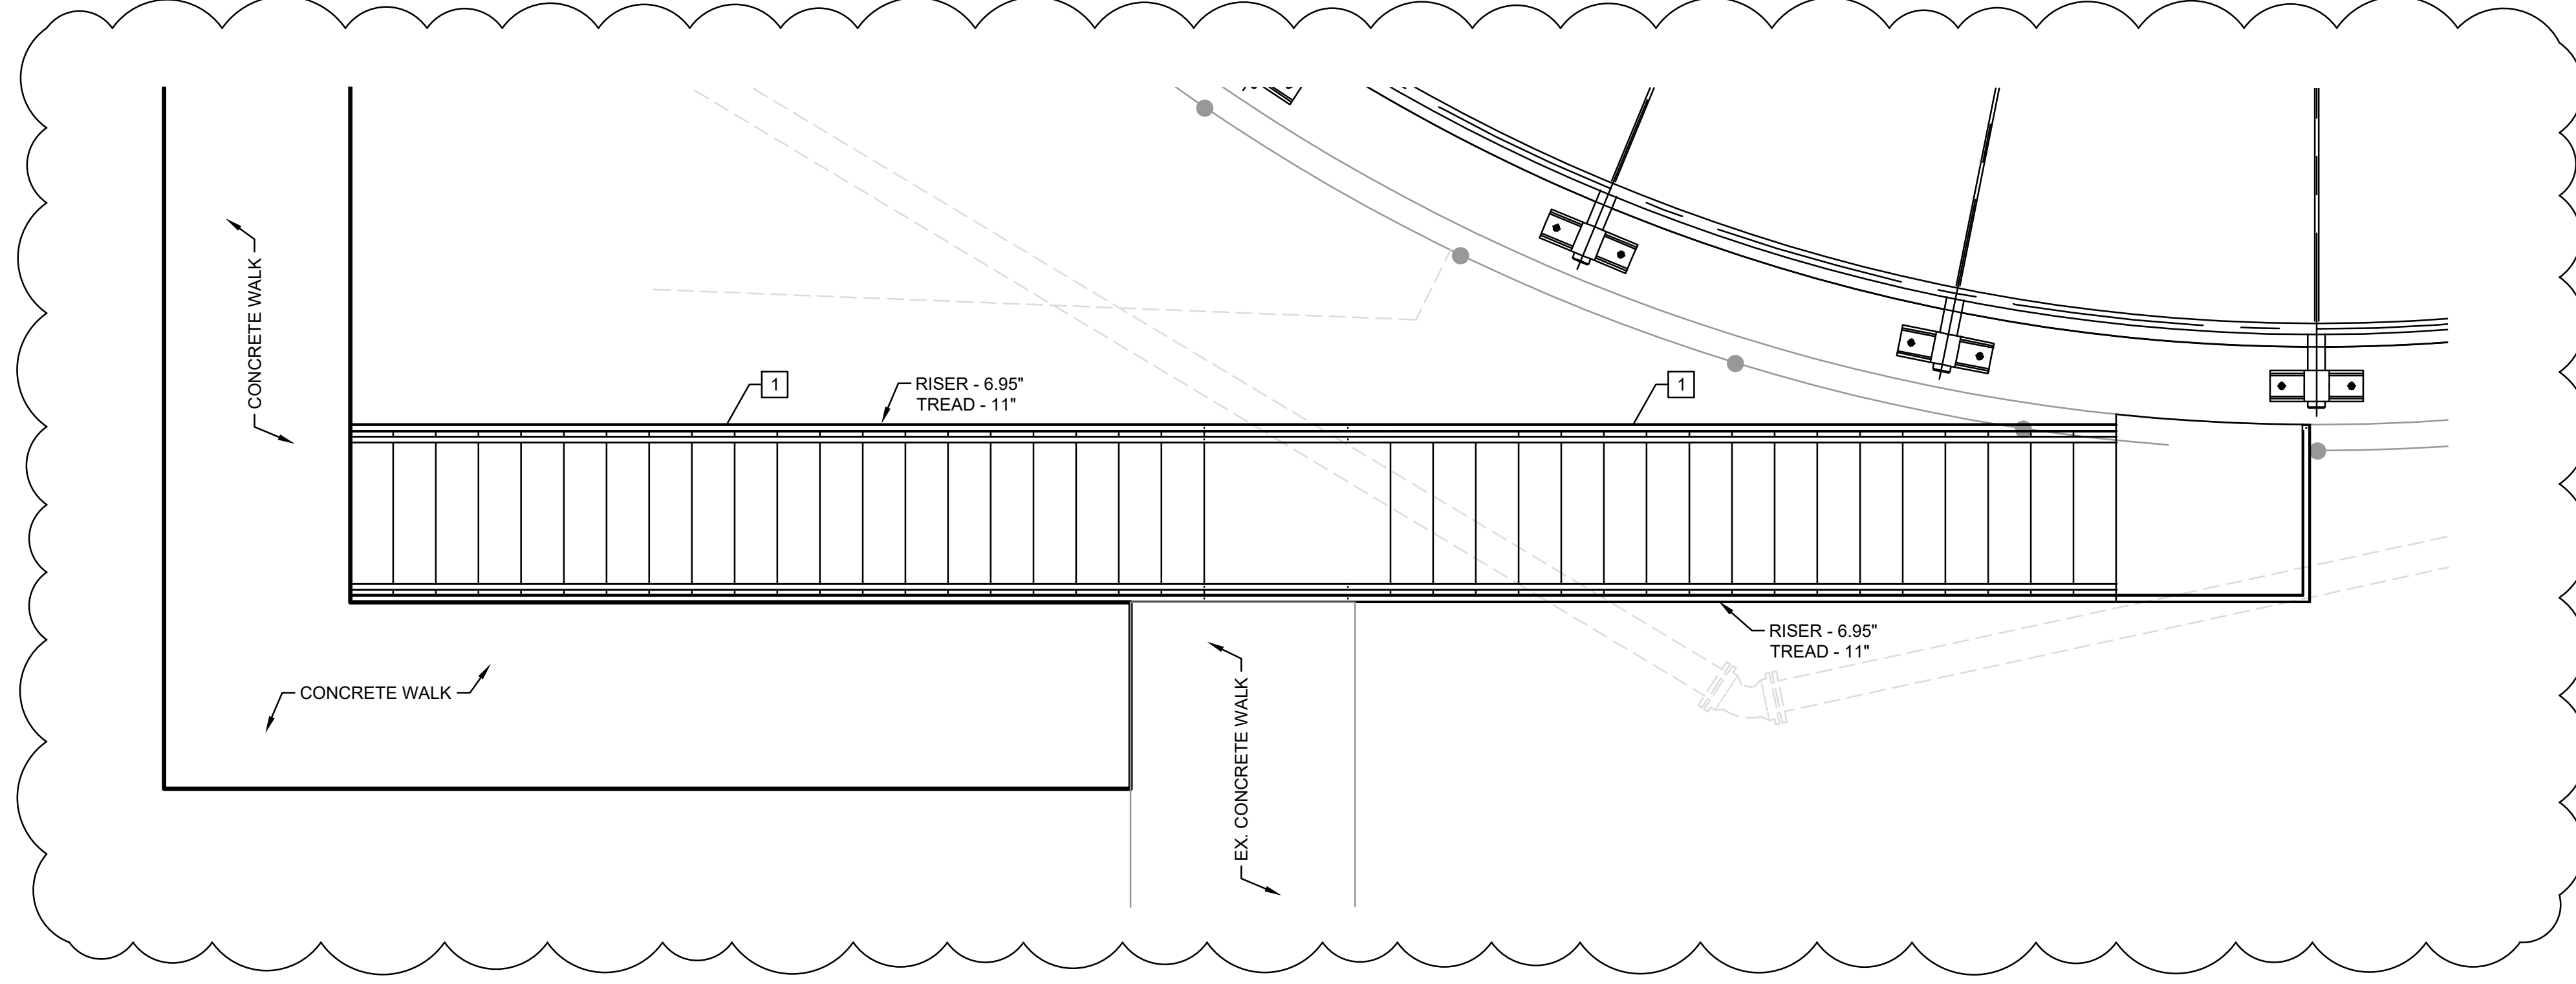 CONCRETE WALK
1
RISER - 6.95"
TREAD - 11"
1
RISER - 6.95"
TREAD - 11"
CONCRETE WALK
EX. CONCRETE WALK